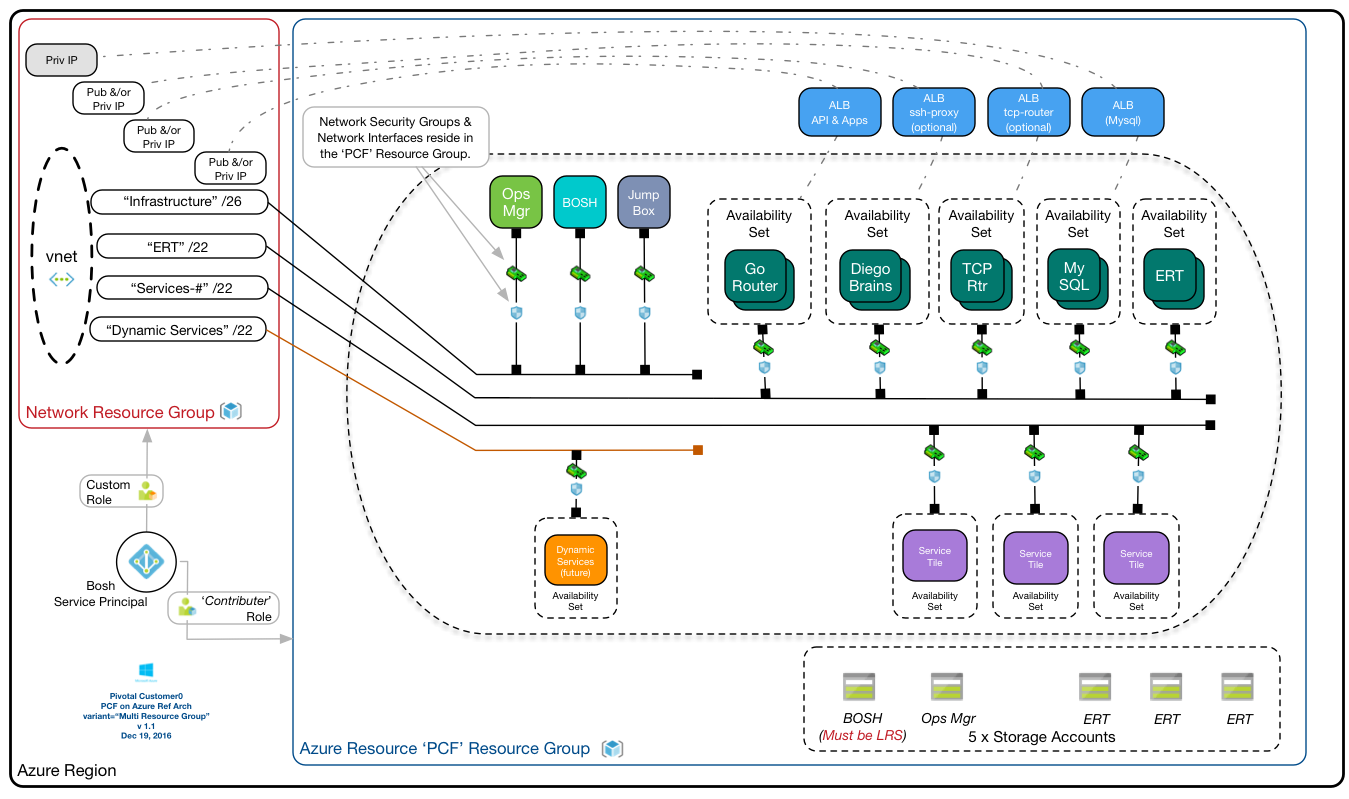 Priv IP
Pub &/or
Priv IP
Pub &/or
Priv IP
Pub &/or
Priv IP
vnet
“Infrastructure” /26
“ERT” /22
“Services-#” /22
“Dynamic Services” /22
Network Resource Group
Custom
Role
Bosh
Service Principal
‘Contributer’
Role
Pivotal Customer0
PCF on Azure Ref Arch
variant=“Multi Resource Group”
v 1.1
Dec 19, 2016
Azure Region
Network Security Groups &
Network Interfaces reside in
the ‘PCF’ Resource Group.
ALB
API & Apps
ALB
ssh-proxy
(optional)
ALB
tcp-router
(optional)
ALB
(Mysql)
Ops
Mgr
BOSH
Jump
Box
Availability
Set
Go
Router
Availability
Set
Diego
Brains
Availability
Set
TCP
Rtr
Availability
Set
My
SQL
Availability
Set
ERT
Dynamic
Services
(future)
Availability
Set
Service
Tile
Availability
Set
Service
Tile
Availability
Set
Service
Tile
Availability
Set
BOSH
(Must be LRS)
Ops Mgr
ERT
ERT
ERT
5 x Storage Accounts
Azure Resource ‘PCF’ Resource Group